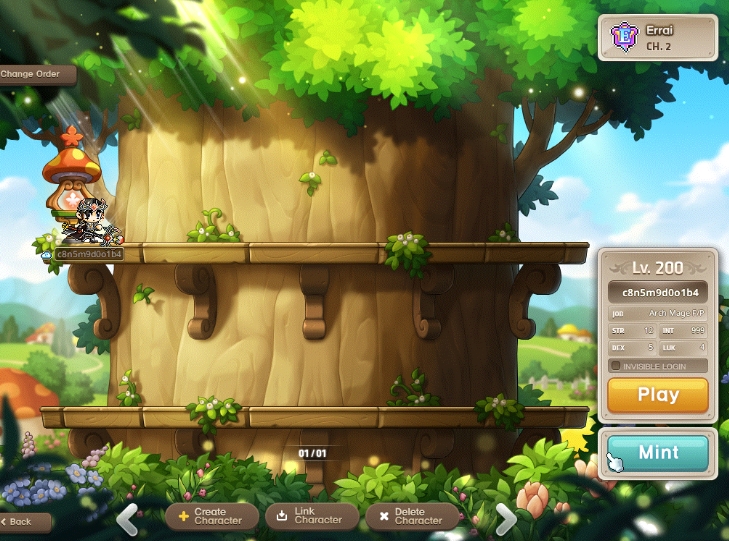 Errai
CH. 2
Change Order
c8n5m9d0o1b4
Lv. 200
c8n5m9d0o1b4
JOB Arch Mage F/P
STR 12 INT 999
DEX 5 LUK 4
INVISIBLE LOGIN
Play
Mint
01/01
Back
Create
Character
Link
Character
Delete
Character